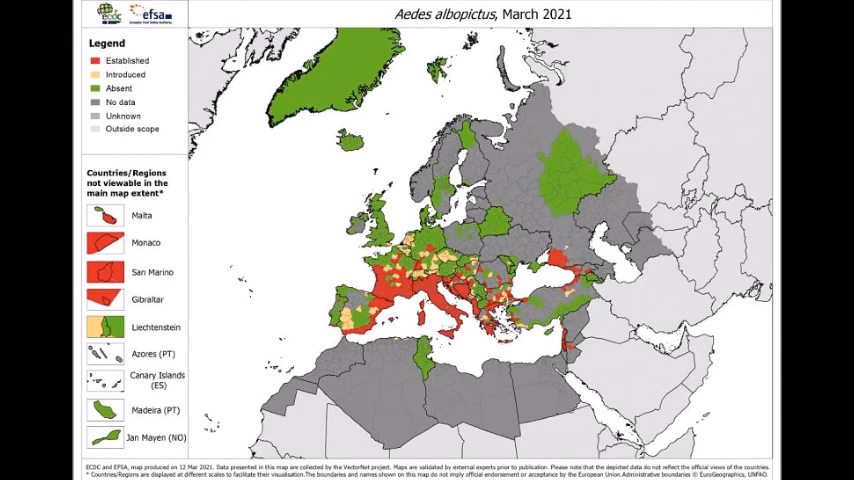 ecdc
efsa
European Food Safety Authority
Aedes albopictus, March 2021
Legend
Established
Introduced
Absent
No data
Unknown
Outside scope
Countries/Regions
not viewable in the
main map extent*
Malta
Monaco
San Marino
Gibraltar
Liechtenstein
Azores (PT)
Canary Islands
(ES)
Madeira (PT)
Jan Mayen (NO)
ECDC and EFSA, map produced on 12 Mar 2021. Data presented in this map are collected by the VectorNet project. Maps are validated by external experts prior to publication. Please note that the depicted data do not reflect the official views of the countries.
* Countries/Regions are displayed at different scales to facilitate their visualisation.The boundaries and names shown on this map do not imply official endorsement or acceptance by the European Union.Administrative boundaries © EuroGeographics, UNFAO.